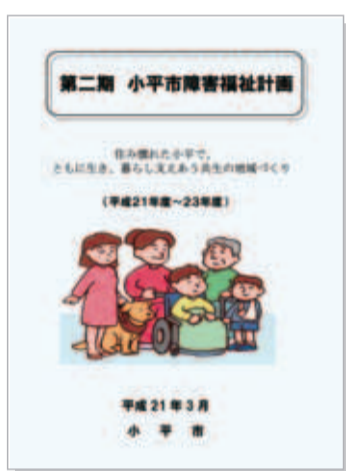 第二期 小平市障害福祉計画
住み慣れた小平で、
ともに生き、暮らし支えあう共生の地域づくり
（平成21年度～23年度）
平成21年3月
小平市